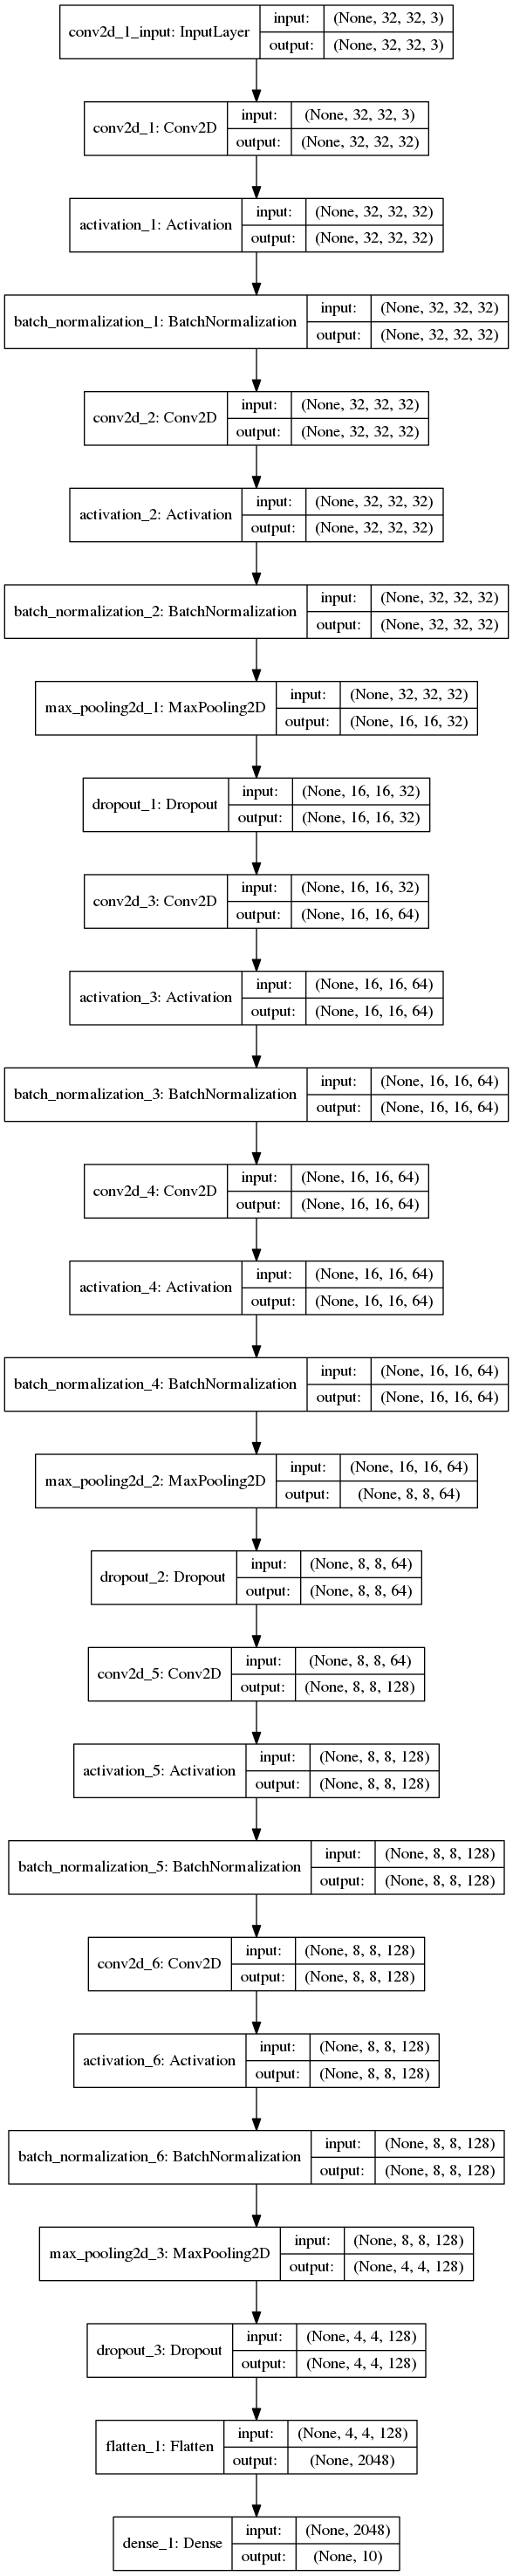 conv2d_1_input: InputLayer input: (None, 32, 32, 3)
output: (None, 32, 32, 3)
conv2d_1: Conv2D input: (None, 32, 32, 3)
output: (None, 32, 32, 32)
activation_1: Activation input: (None, 32, 32, 32)
output: (None, 32, 32, 32)
batch_normalization_1: BatchNormalization input: (None, 32, 32, 32)
output: (None, 32, 32, 32)
conv2d_2: Conv2D input: (None, 32, 32, 32)
output: (None, 32, 32, 32)
activation_2: Activation input: (None, 32, 32, 32)
output: (None, 32, 32, 32)
batch_normalization_2: BatchNormalization input: (None, 32, 32, 32)
output: (None, 32, 32, 32)
max_pooling2d_1: MaxPooling2D input: (None, 32, 32, 32)
output: (None, 16, 16, 32)
dropout_1: Dropout input: (None, 16, 16, 32)
output: (None, 16, 16, 32)
conv2d_3: Conv2D input: (None, 16, 16, 32)
output: (None, 16, 16, 64)
activation_3: Activation input: (None, 16, 16, 64)
output: (None, 16, 16, 64)
batch_normalization_3: BatchNormalization input: (None, 16, 16, 64)
output: (None, 16, 16, 64)
conv2d_4: Conv2D input: (None, 16, 16, 64)
output: (None, 16, 16, 64)
activation_4: Activation input: (None, 16, 16, 64)
output: (None, 16, 16, 64)
batch_normalization_4: BatchNormalization input: (None, 16, 16, 64)
output: (None, 16, 16, 64)
max_pooling2d_2: MaxPooling2D input: (None, 16, 16, 64)
output: (None, 8, 8, 64)
dropout_2: Dropout input: (None, 8, 8, 64)
output: (None, 8, 8, 64)
conv2d_5: Conv2D input: (None, 8, 8, 64)
output: (None, 8, 8, 128)
activation_5: Activation input: (None, 8, 8, 128)
output: (None, 8, 8, 128)
batch_normalization_5: BatchNormalization input: (None, 8, 8, 128)
output: (None, 8, 8, 128)
conv2d_6: Conv2D input: (None, 8, 8, 128)
output: (None, 8, 8, 128)
activation_6: Activation input: (None, 8, 8, 128)
output: (None, 8, 8, 128)
batch_normalization_6: BatchNormalization input: (None, 8, 8, 128)
output: (None, 8, 8, 128)
max_pooling2d_3: MaxPooling2D input: (None, 8, 8, 128)
output: (None, 4, 4, 128)
dropout_3: Dropout input: (None, 4, 4, 128)
output: (None, 4, 4, 128)
flatten_1: Flatten input: (None, 4, 4, 128)
output: (None, 2048)
dense_1: Dense input: (None, 2048)
output: (None, 10)